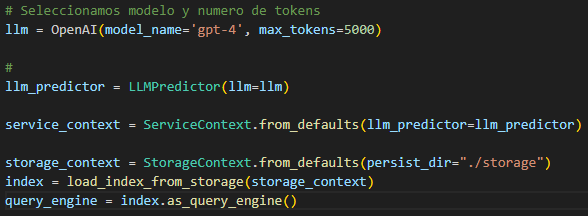 # Seleccionamos modelo y numero de tokens
llm = OpenAI(model_name='gpt-4', max_tokens=5000)
#
llm_predictor = LLMPredictor(llm=llm)
service_context = ServiceContext.from_defaults(llm_predictor=llm_predictor)
storage_context = StorageContext.from_defaults(persist_dir="./storage")
index = load_index_from_storage(storage_context)
query_engine = index.as_query_engine()